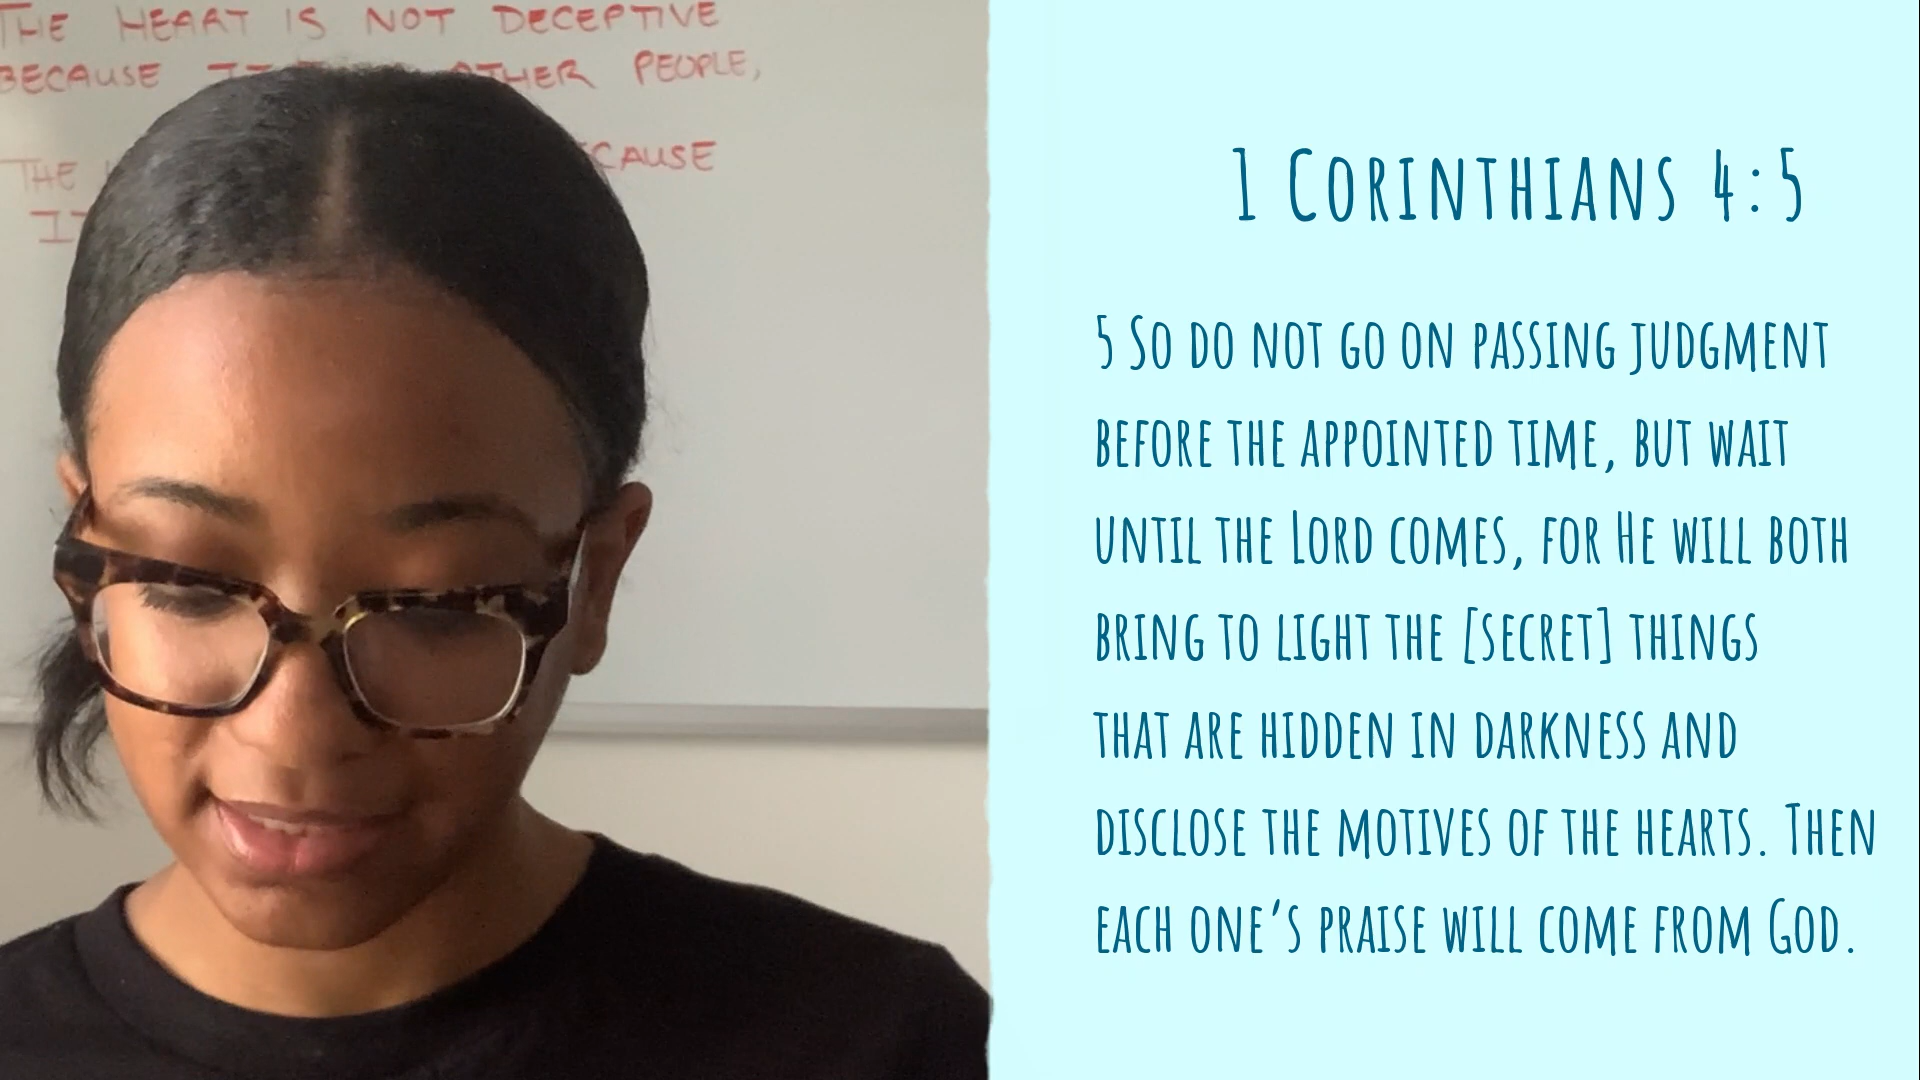 THE HEART IS NOT DECEPTIVE
BECAUSE OTHER PEOPLE,
THE
1 Corinthians 4:5
5 So do not go on passing judgment
before the appointed time, but wait
until the Lord comes, for He will both
bring to light the [secret] things
that are hidden in darkness and
disclose the motives of the hearts. Then
each one’s praise will come from God.